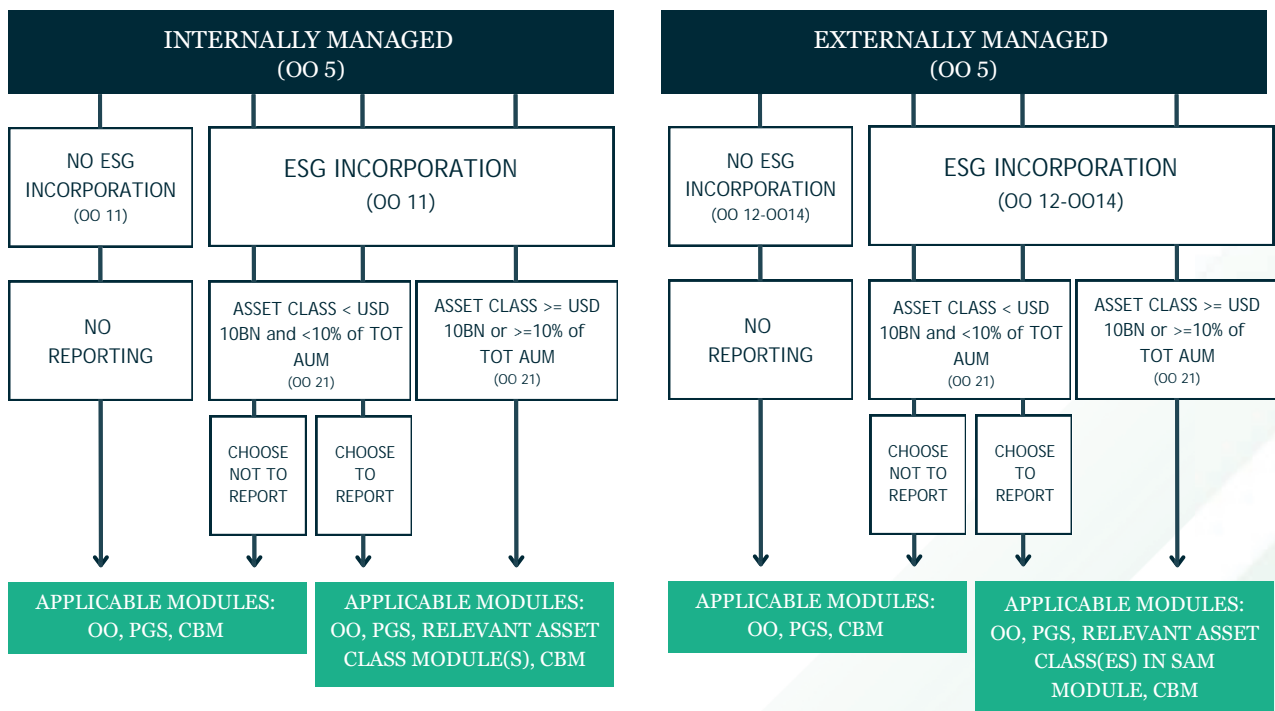 INTERNALLY MANAGED
(OO 5)
NO ESG
INCORPORATION
(OO 11)
ESG INCORPORATION
(OO 11)
NO
REPORTING
ASSET CLASS < USD
10BN and <10% of TOT
AUM
(OO 21)
ASSET CLASS >= USD
10BN or >=10% of
TOT AUM
(OO 21)
CHOOSE
NOT TO
REPORT
CHOOSE
TO
REPORT
APPLICABLE MODULES:
OO, PGS, CBM
APPLICABLE MODULES:
OO, PGS, RELEVANT ASSET
CLASS MODULE(S), CBM
EXTERNALLY MANAGED
(OO 5)
NO ESG
INCORPORATION
(OO 12-OO14)
ESG INCORPORATION
(OO 12-OO14)
NO
REPORTING
ASSET CLASS < USD
10BN and <10% of TOT
AUM
(OO 21)
ASSET CLASS >= USD
10BN or >=10% of
TOT AUM
(OO 21)
CHOOSE
NOT TO
REPORT
CHOOSE
TO
REPORT
APPLICABLE MODULES:
OO, PGS, CBM
APPLICABLE MODULES:
OO, PGS, RELEVANT ASSET
CLASS(ES) IN SAM
MODULE, CBM